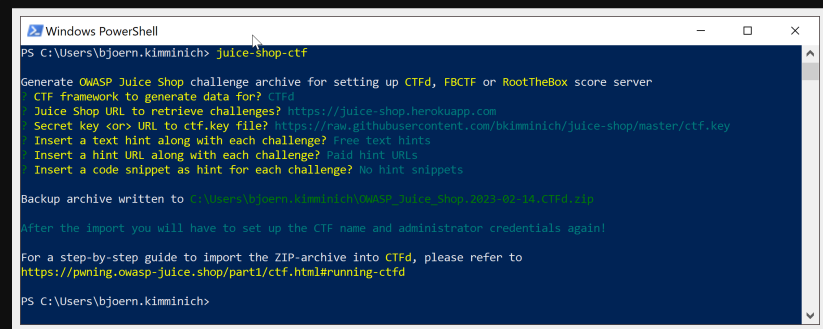 Windows PowerShell
PS C:\Users\bjoern.kimminich> juice-shop-ctf
Generate OWASP Juice Shop challenge archive for setting up CTFd, FBCTF or RootTheBox score server
? CTF framework to generate data for? CTFd
? Juice Shop URL to retrieve challenges? https://juice-shop.herokuapp.com
? Secret key <or> URL to ctf.key file? https://raw.githubusercontent.com/bkimminich/juice-shop/master/ctf.key
? Insert a text hint along with each challenge? Free text hints
? Insert a hint URL along with each challenge? Paid hint URLs
? Insert a code snippet as hint for each challenge? No hint snippets
Backup archive written to C:\Users\bjoern.kimminich\OWASP_Juice_Shop.2023-02-14.CTFd.zip
After the import you will have to set up the CTF name and administrator credentials again!
For a step-by-step guide to import the ZIP-archive into CTFd, please refer to
https://pwning.owasp-juice.shop/part1/ctf.html#running-ctfd
PS C:\Users\bjoern.kimminich>